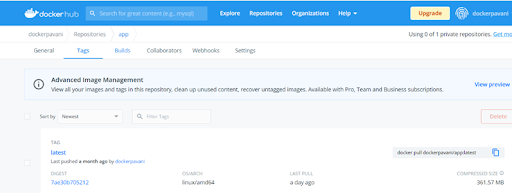 dockerhub Search for great content (e.g., mysql) Explore Repositories Organizations Help Upgrade dockerpavani
dockerpavani Repositories app Using 0 of 1 private repositories. Get mo
General Tags Builds Collaborators Webhooks Settings
Advanced Image Management
View all your images and tags in this repository, clean up unused content, recover untagged images. Available with Pro, Team and Business subscriptions.
View preview
Sort by Newest Filter Tags Delete
TAG
latest
docker pull dockerpavani/app:latest
Last pushed a month ago by dockerpavani
DIGEST OS/ARCH LAST PULL COMPRESSED SIZE
7ae30b705232 linux/amd64 a day ago 361.57 MB